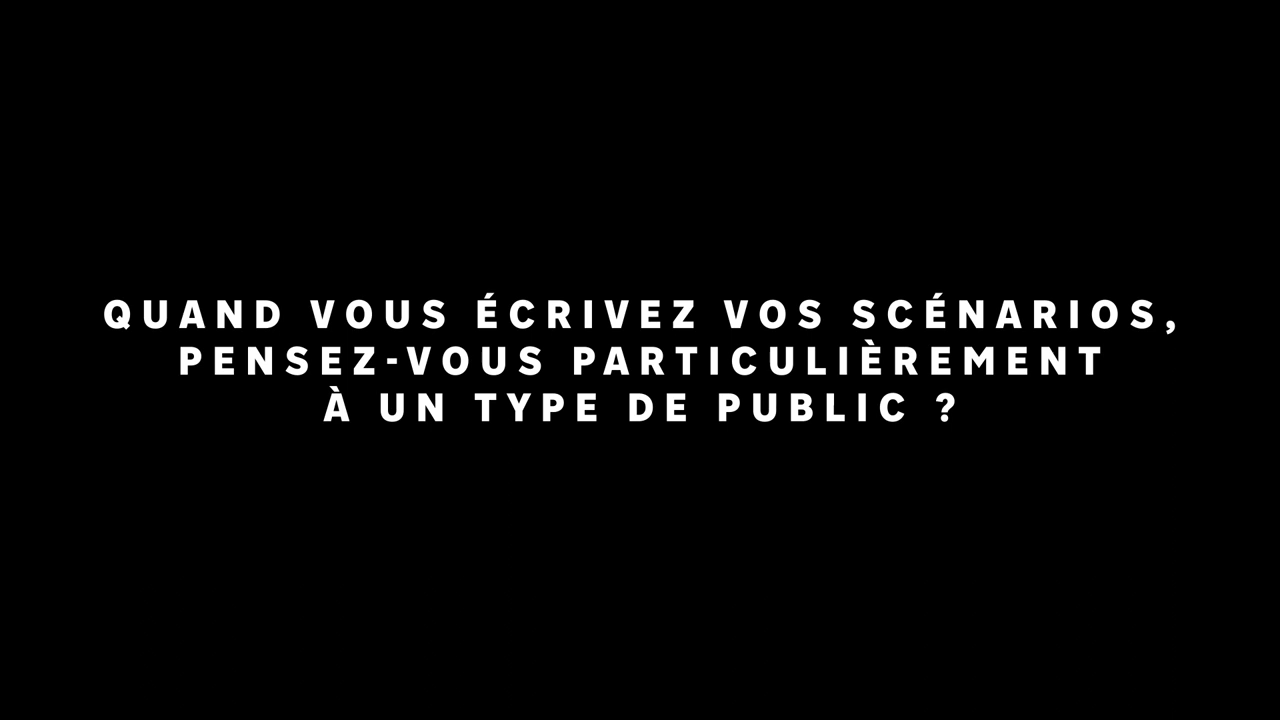 QUAND VOUS ÉCRIVEZ VOS SCÉNARIOS,
PENSEZ-VOUS PARTICULIÈREMENT
À UN TYPE DE PUBLIC ?